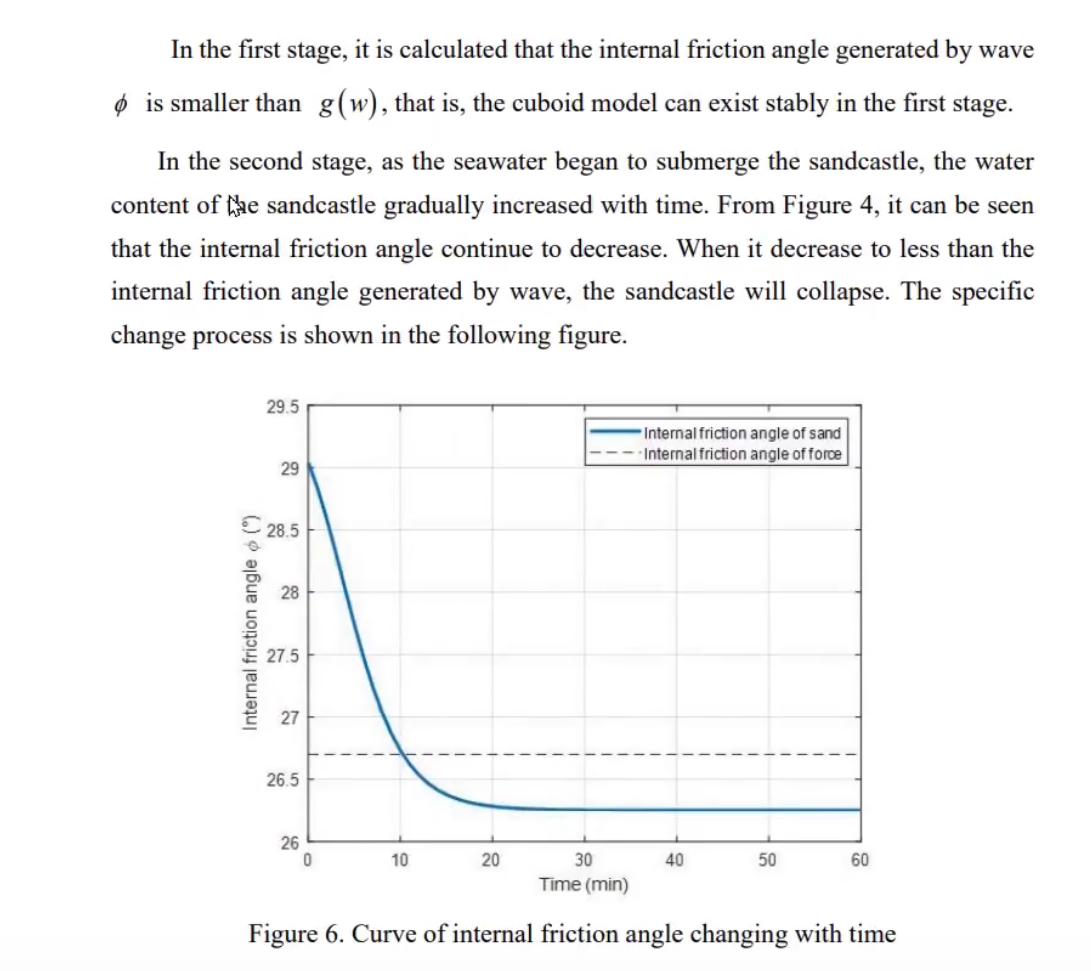 In the first stage, it is calculated that the internal friction angle generated by wave
ϕ is smaller than g(w), that is, the cuboid model can exist stably in the first stage.
In the second stage, as the seawater began to submerge the sandcastle, the water
content of the sandcastle gradually increased with time. From Figure 4, it can be seen
that the internal friction angle continue to decrease. When it decrease to less than the
internal friction angle generated by wave, the sandcastle will collapse. The specific
change process is shown in the following figure.
29.5
Internal friction angle of sand
Internal friction angle of force
29
28.5
28
27.5
27
26.5
26
Internal friction angle ϕ (°)
0 10 20 30 40 50 60
Time (min)
Figure 6. Curve of internal friction angle changing with time